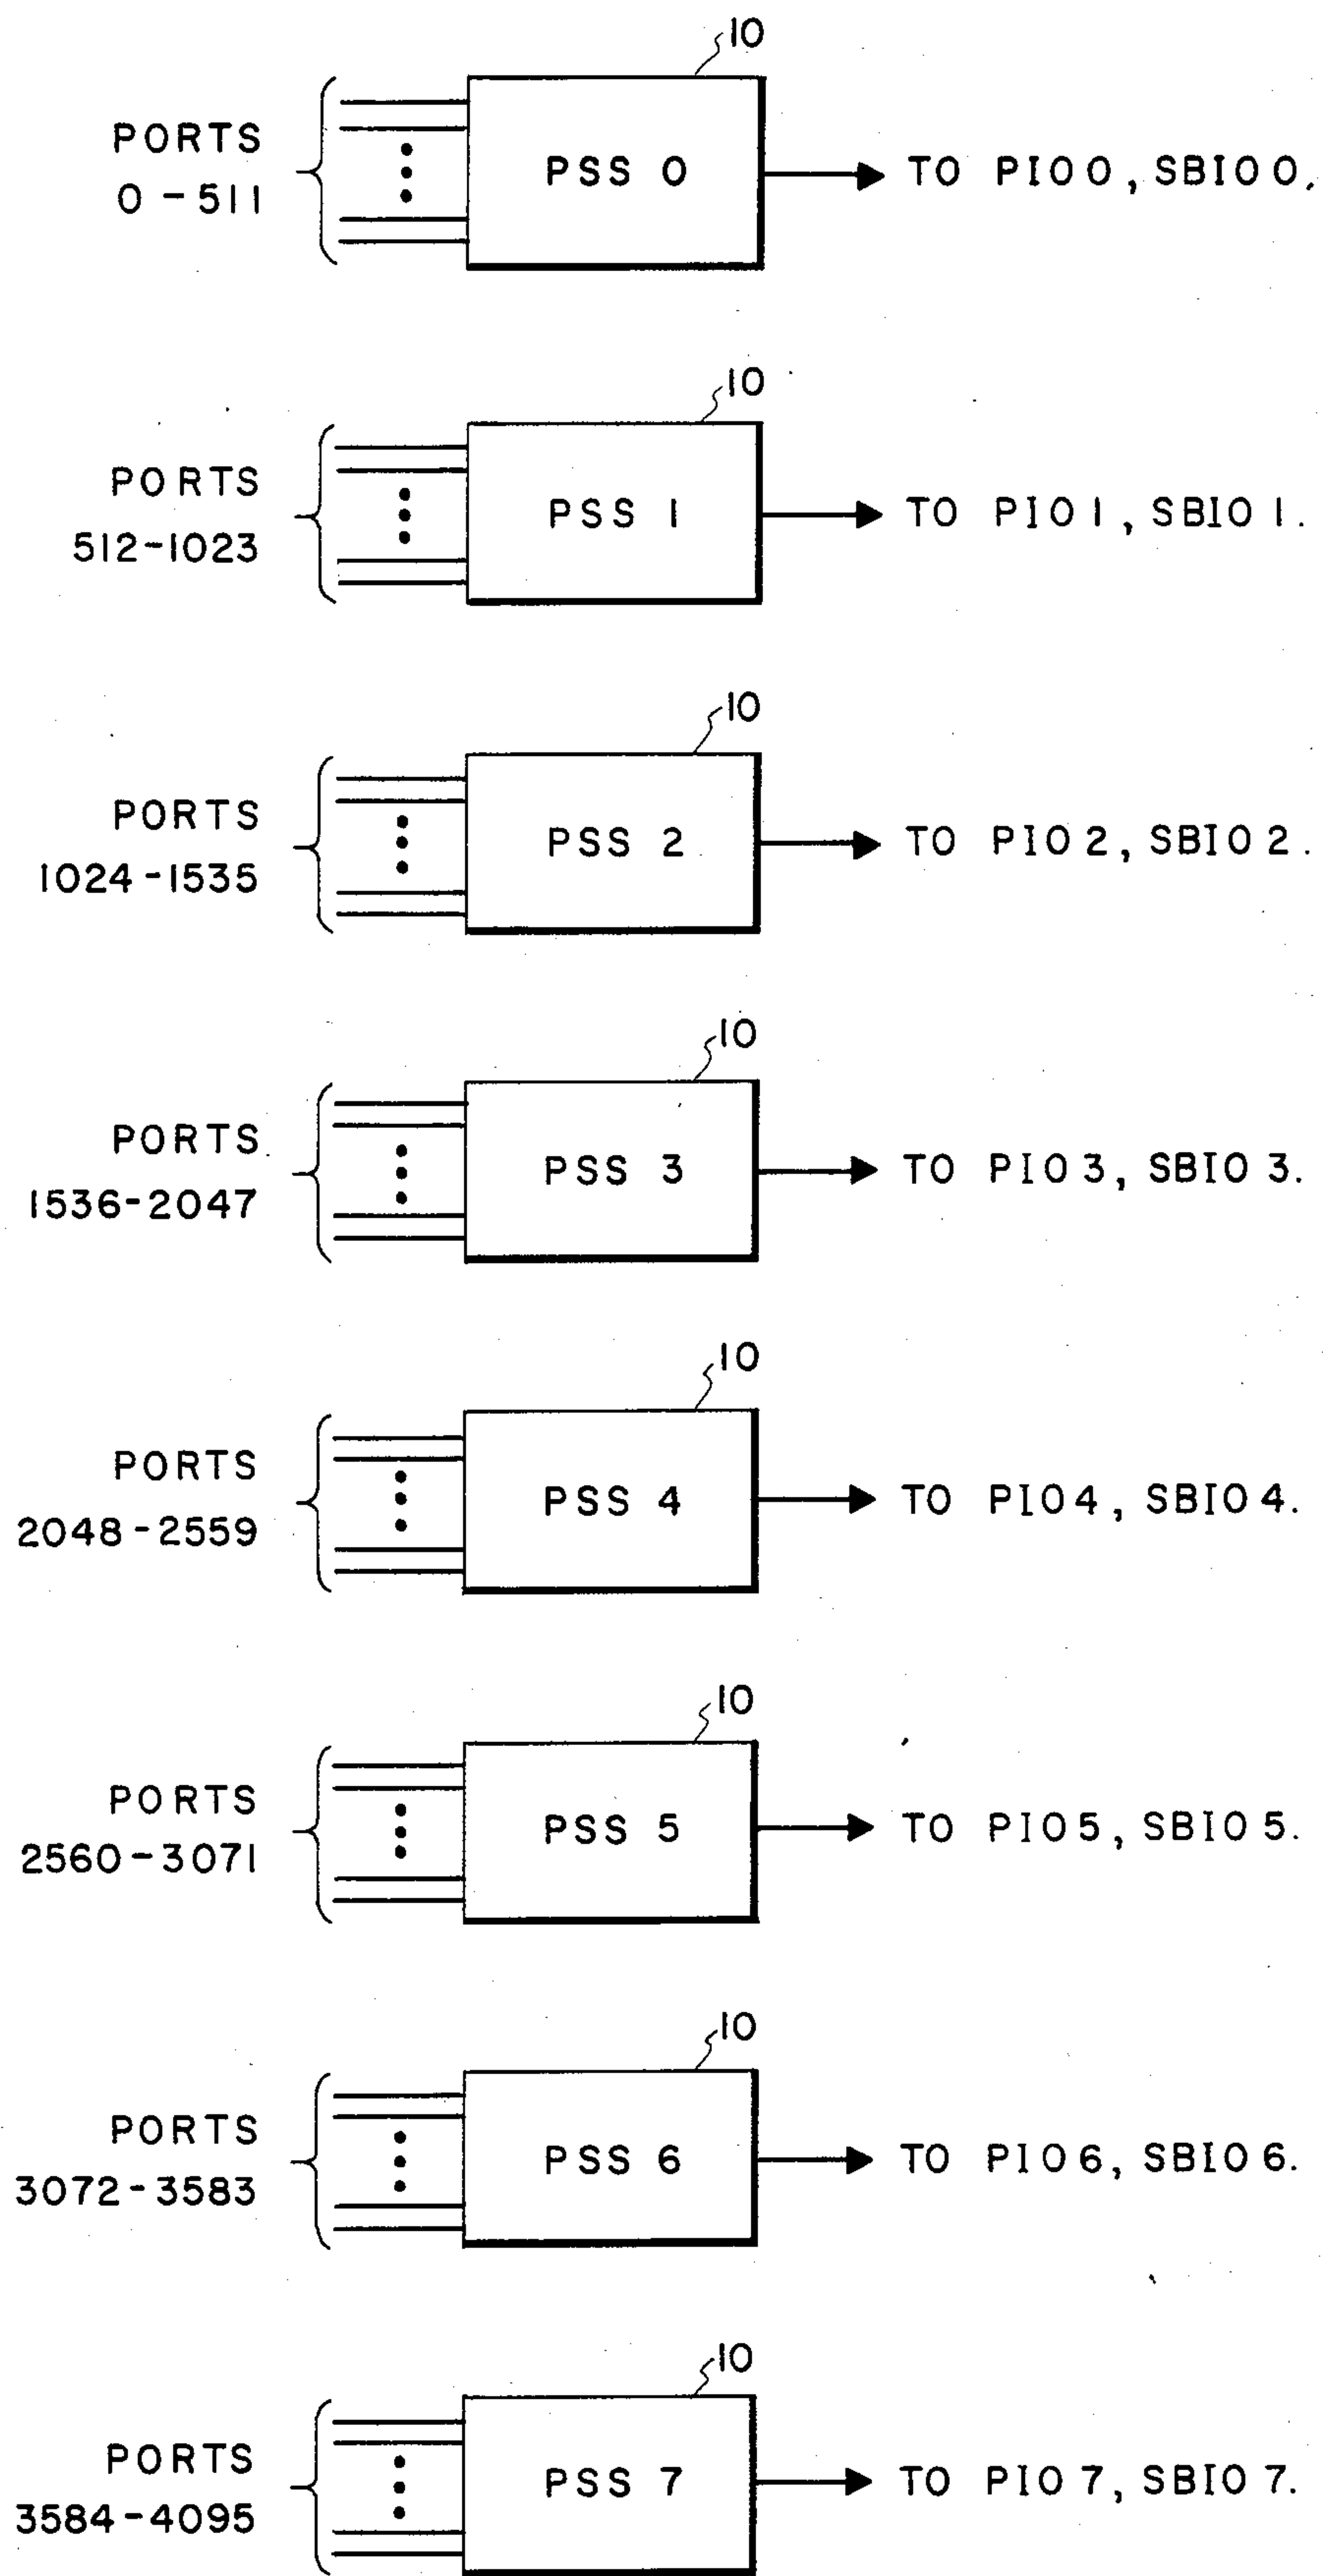 10
PORTS
0-511
PSS 0
TO PIO 0, SBIO 0.
10
PORTS
512-1023
PSS 1
TO PIO 1, SBIO 1.
10
PORTS
1024-1535
PSS 2
TO PIO 2, SBIO 2.
10
PORTS
1536-2047
PSS 3
TO PIO 3, SBIO 3.
10
PORTS
2048-2559
PSS 4
TO PIO 4, SBIO 4.
10
PORTS
2560-3071
PSS 5
TO PIO 5, SBIO 5.
10
PORTS
3072-3583
PSS 6
TO PIO 6, SBIO 6.
10
PORTS
3584-4095
PSS 7
TO PIO 7, SBIO 7.